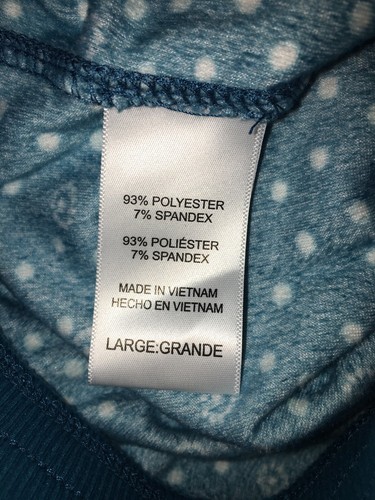 93% POLYESTER
7% SPANDEX
93% POLIÉSTER
7% SPANDEX
MADE IN VIETNAM
HECHO EN VIETNAM
LARGE:GRANDE